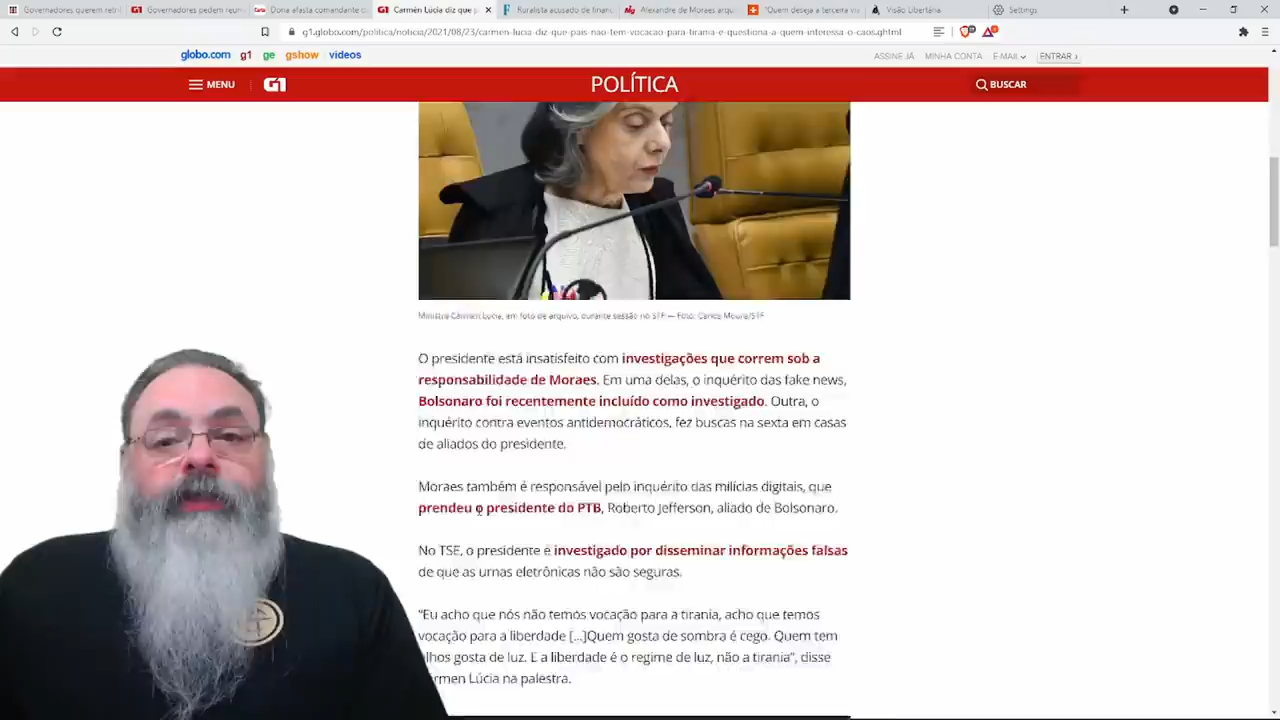 Governadores querem retri
Governadores pedem reuni
Doria afasta comandante d
Cármen Lúcia diz que p
Ruralista acusado de financ
Alexandre de Moraes arqu
"Quem deseja a terceira via
Visão Libertária
Settings
g1.globo.com/politica/noticia/2021/08/23/carmen-lucia-diz-que-pais-nao-tem-vocacao-para-tirania-e-questiona-a-quem-interessa-o-caos.ghtml
globo.com g1 ge gshow videos
ASSINE JÁ MINHA CONTA E-MAIL ENTRAR ›
MENU G1 POLÍTICA BUSCAR
Ministra Cármen Lúcia, em foto de arquivo, durante sessão no STF — Foto: Carlos Moura/STF
O presidente está insatisfeito com investigações que correm sob a
responsabilidade de Moraes. Em uma delas, o inquérito das fake news,
Bolsonaro foi recentemente incluído como investigado. Outra, o
inquérito contra eventos antidemocráticos, fez buscas na sexta em casas
de aliados do presidente.
Moraes também é responsável pelo inquérito das milícias digitais, que
prendeu o presidente do PTB, Roberto Jefferson, aliado de Bolsonaro.
No TSE, o presidente é investigado por disseminar informações falsas
de que as urnas eletrônicas não são seguras.
"Eu acho que nós não temos vocação para a tirania, acho que temos
vocação para a liberdade [...]Quem gosta de sombra é cego. Quem tem
olhos gosta de luz. E a liberdade é o regime de luz, não a tirania", disse
rmen Lúcia na palestra.